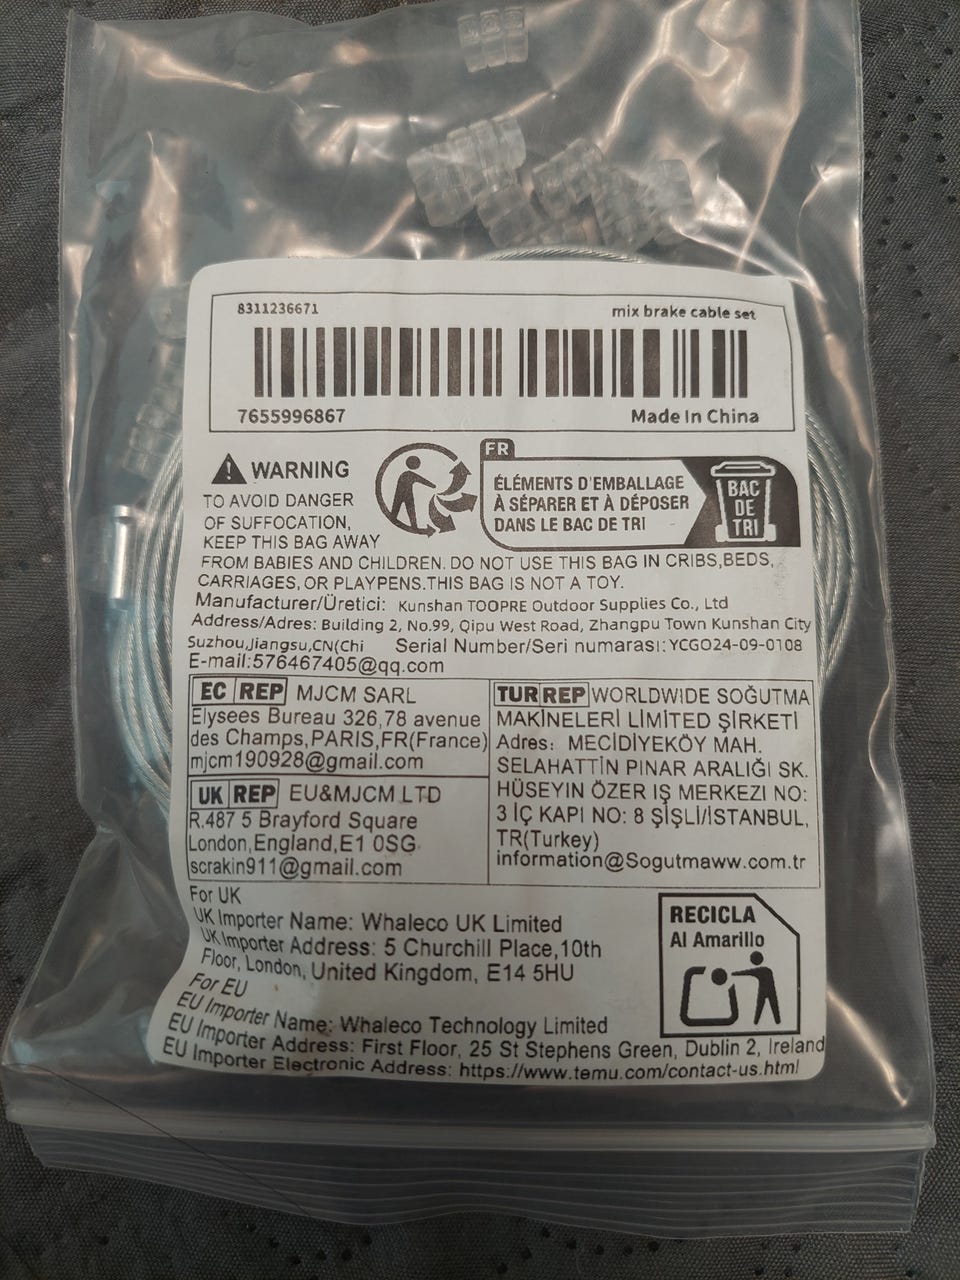 8311236671
mix brake cable set
7655996867
Made In China
WARNING
TO AVOID DANGER
OF SUFFOCATION,
KEEP THIS BAG AWAY
FROM BABIES AND CHILDREN. DO NOT USE THIS BAG IN CRIBS,BEDS,
CARRIAGES,OR PLAYPENS.THIS BAG IS NOT A TOY.
FR
ÉLÉMENTS D'EMBALLAGE
À SÉPARER ET À DÉPOSER
DANS LE BAC DE TRI
BAC
DE
TRI
Manufacturer/Üretici: Kunshan TOOPRE Outdoor Supplies Co., Ltd
Address/Adres: Building 2, No.99, Qipu West Road, Zhangpu Town Kunshan City
Suzhou,Jiangsu,CN(Chi Serial Number/Seri numarası:YCGO24-09-0108
E-mail:576467405@qq.com
EC REP MJCM SARL
Elysees Bureau 326,78 avenue
des Champs,PARIS,FR(France)
mjcm190928@gmail.com
UK REP EU&MJCM LTD
R.487 5 Brayford Square
London,England,E1 0SG
scrakin911@gmail.com
TUR REP WORLDWIDE SOĞUTMA
MAKİNELERİ LİMİTED ŞİRKETİ
Adres: MECİDİYEKÖY MAH.
SELAHATTİN PINAR ARALIĞI SK.
HÜSEYIN ÖZER IŞ MERKEZI NO:
3 İÇ KAPI NO: 8 ŞİŞLİ/İSTANBUL,
TR(Turkey)
information@Sogutmaww.com.tr
For UK
UK Importer Name: Whaleco UK Limited
UK Importer Address: 5 Churchill Place,10th
Floor, London, United Kingdom, E14 5HU
For EU
EU Importer Name: Whaleco Technology Limited
EU Importer Address: First Floor, 25 St Stephens Green, Dublin 2, Ireland
EU Importer Electronic Address: https://www.temu.com/contact-us.html
RECICLA
Al Amarillo